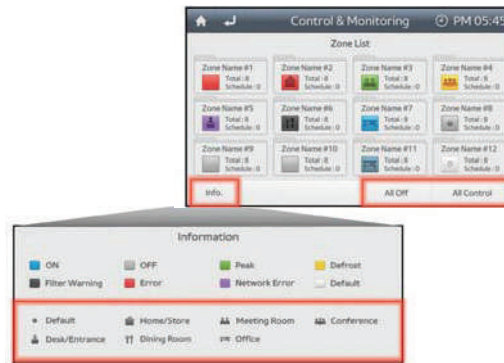 Control & Monitoring PM 05:45
Zone List
Zone Name #1 Zone Name #2 Zone Name #3 Zone Name #4
Total : 8 Total : 8 Total : 8 Total : 8
Schedule : 0 Schedule : 0 Schedule : 0 Schedule : 0
Zone Name #5 Zone Name #6 Zone Name #7 Zone Name #8
Total : 8 Total : 8 Total : 8 Total : 8
Schedule : 0 Schedule : 0 Schedule : 0 Schedule : 0
Zone Name #9 Zone Name #10 Zone Name #11 Zone Name #12
Total : 8 Total : 8 Total : 8 Total : 8
Schedule : 0 Schedule : 0 Schedule : 0 Schedule : 0
Info. All Off All Control
Information
ON OFF Peak Defrost
Filter Warning Error Network Error Default
Default Home/Store Meeting Room Conference
Desk/Entrance Dining Room Office